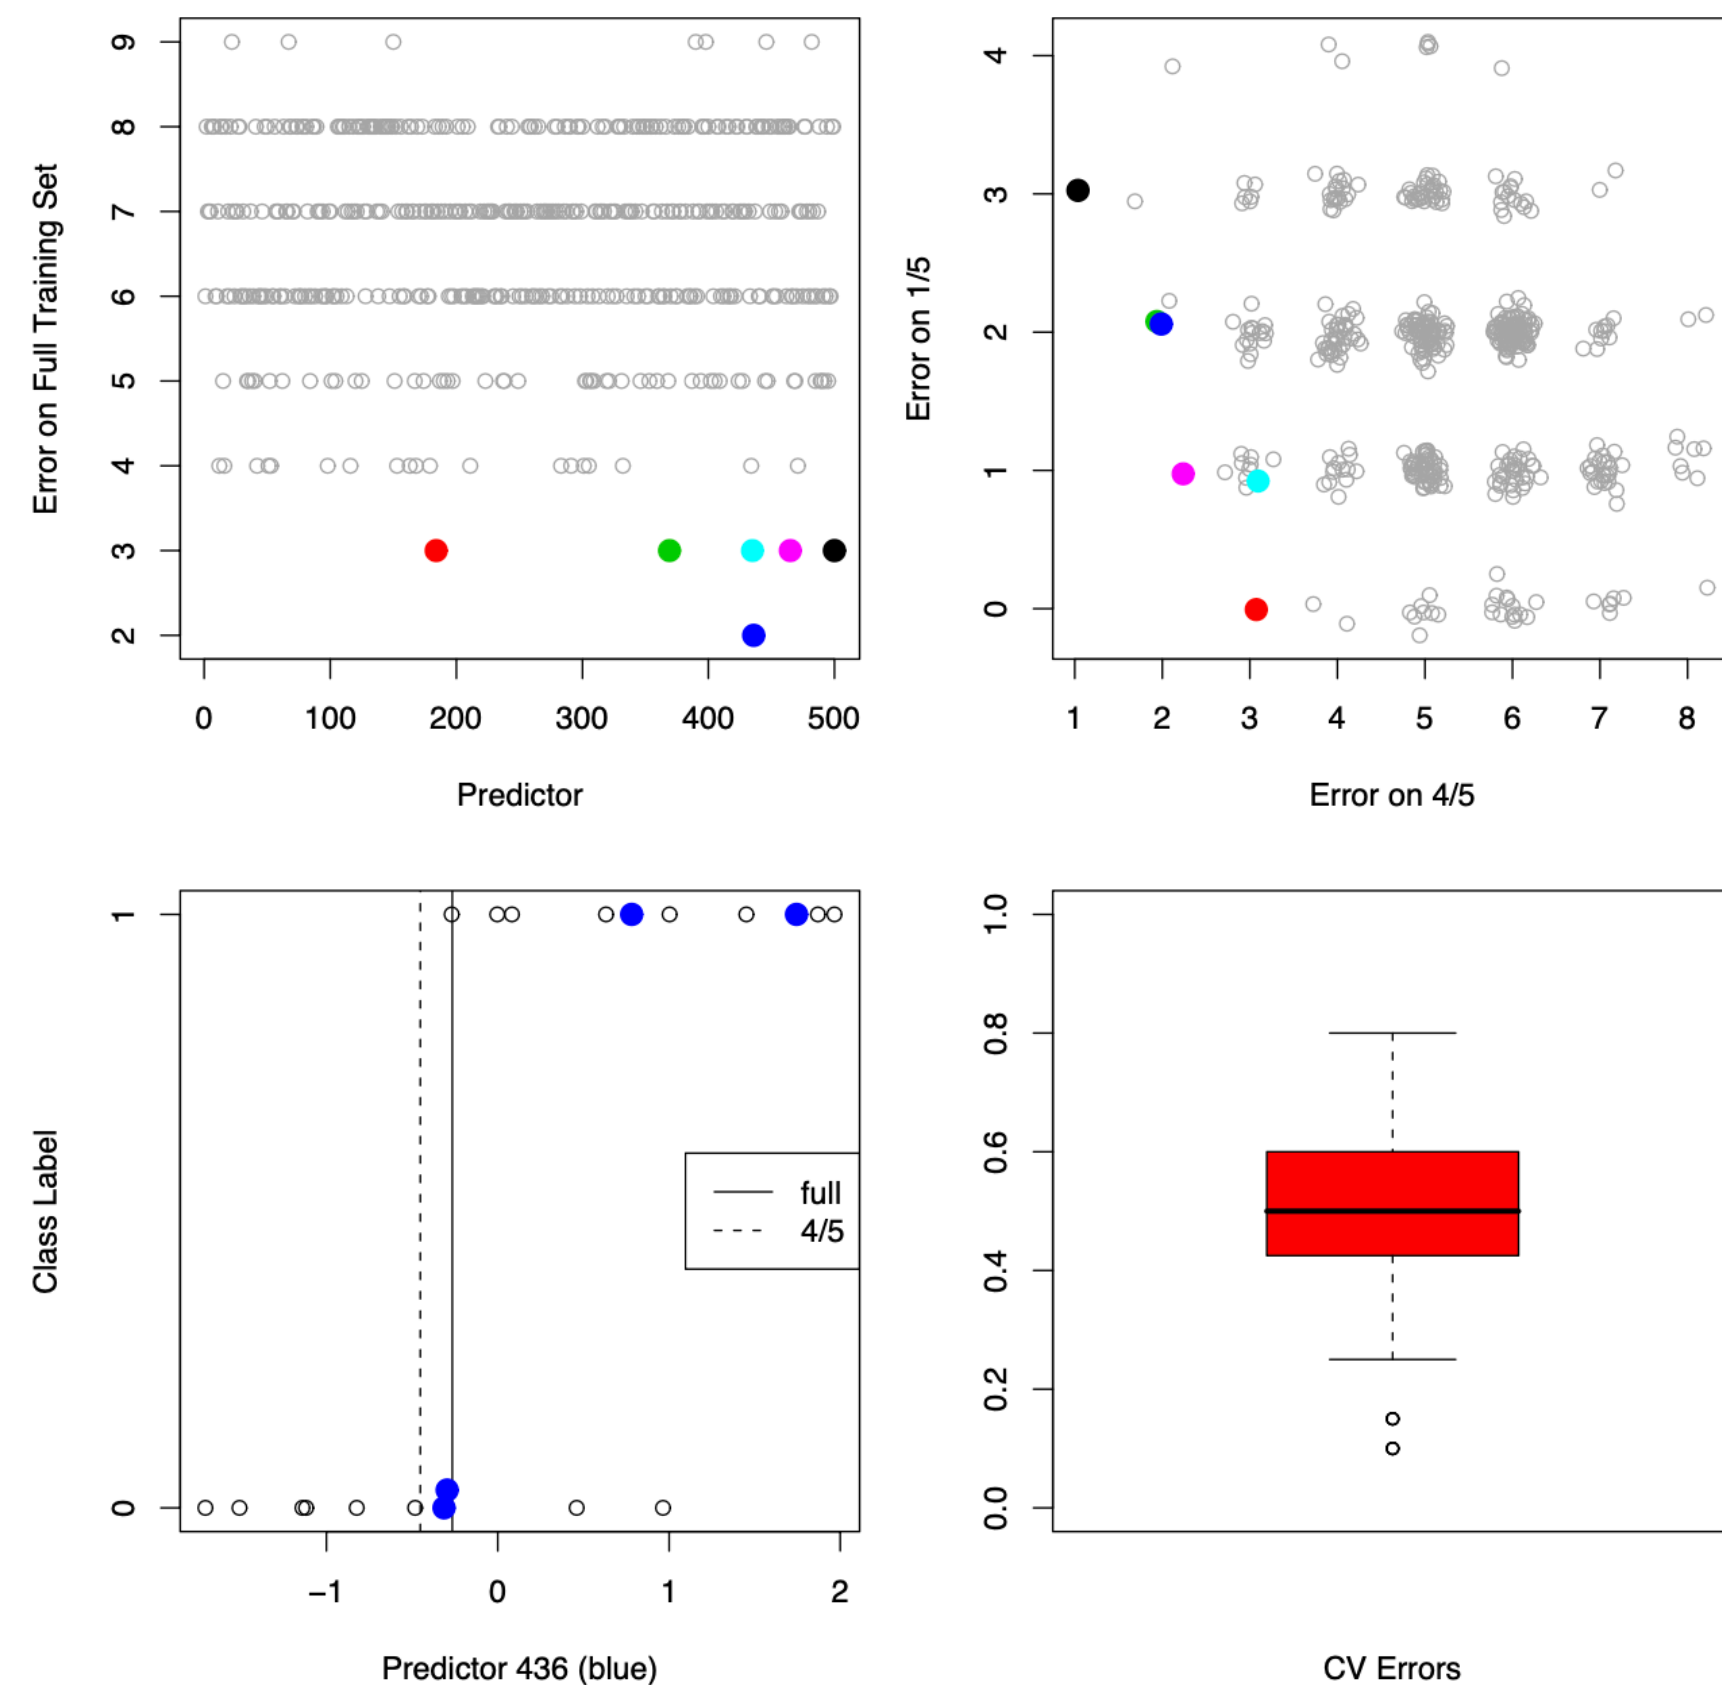 Error on Full Training Set
9
8
7
6
5
4
3
2
0 100 200 300 400 500
Predictor
Error on 1/5
4
3
2
1
0
1 2 3 4 5 6 7 8
Error on 4/5
Class Label
1
0
full
4/5
−1 0 1 2
Predictor 436 (blue)
1.0
0.8
0.6
0.4
0.2
0.0
CV Errors